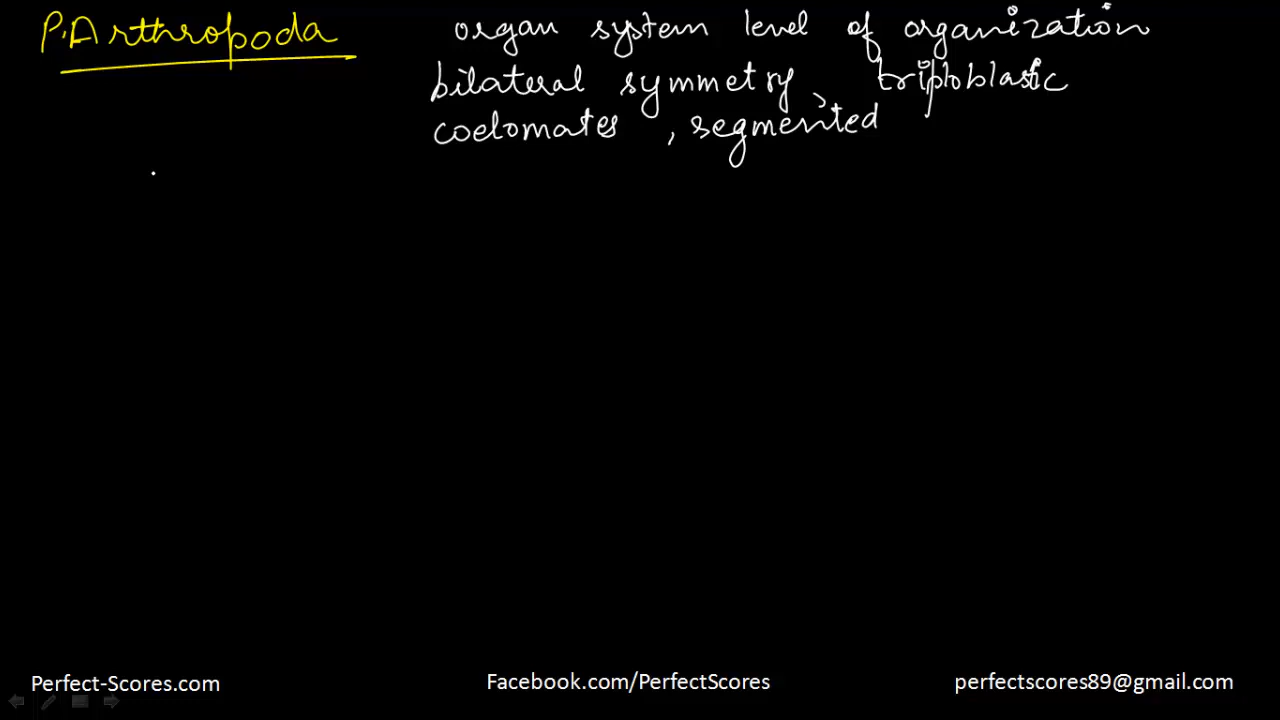 P. Arthropoda
organ system level of organization
bilateral symmetry, triploblastic
coelomates, segmented
Perfect-Scores.com
Facebook.com/PerfectScores
perfectscores89@gmail.com